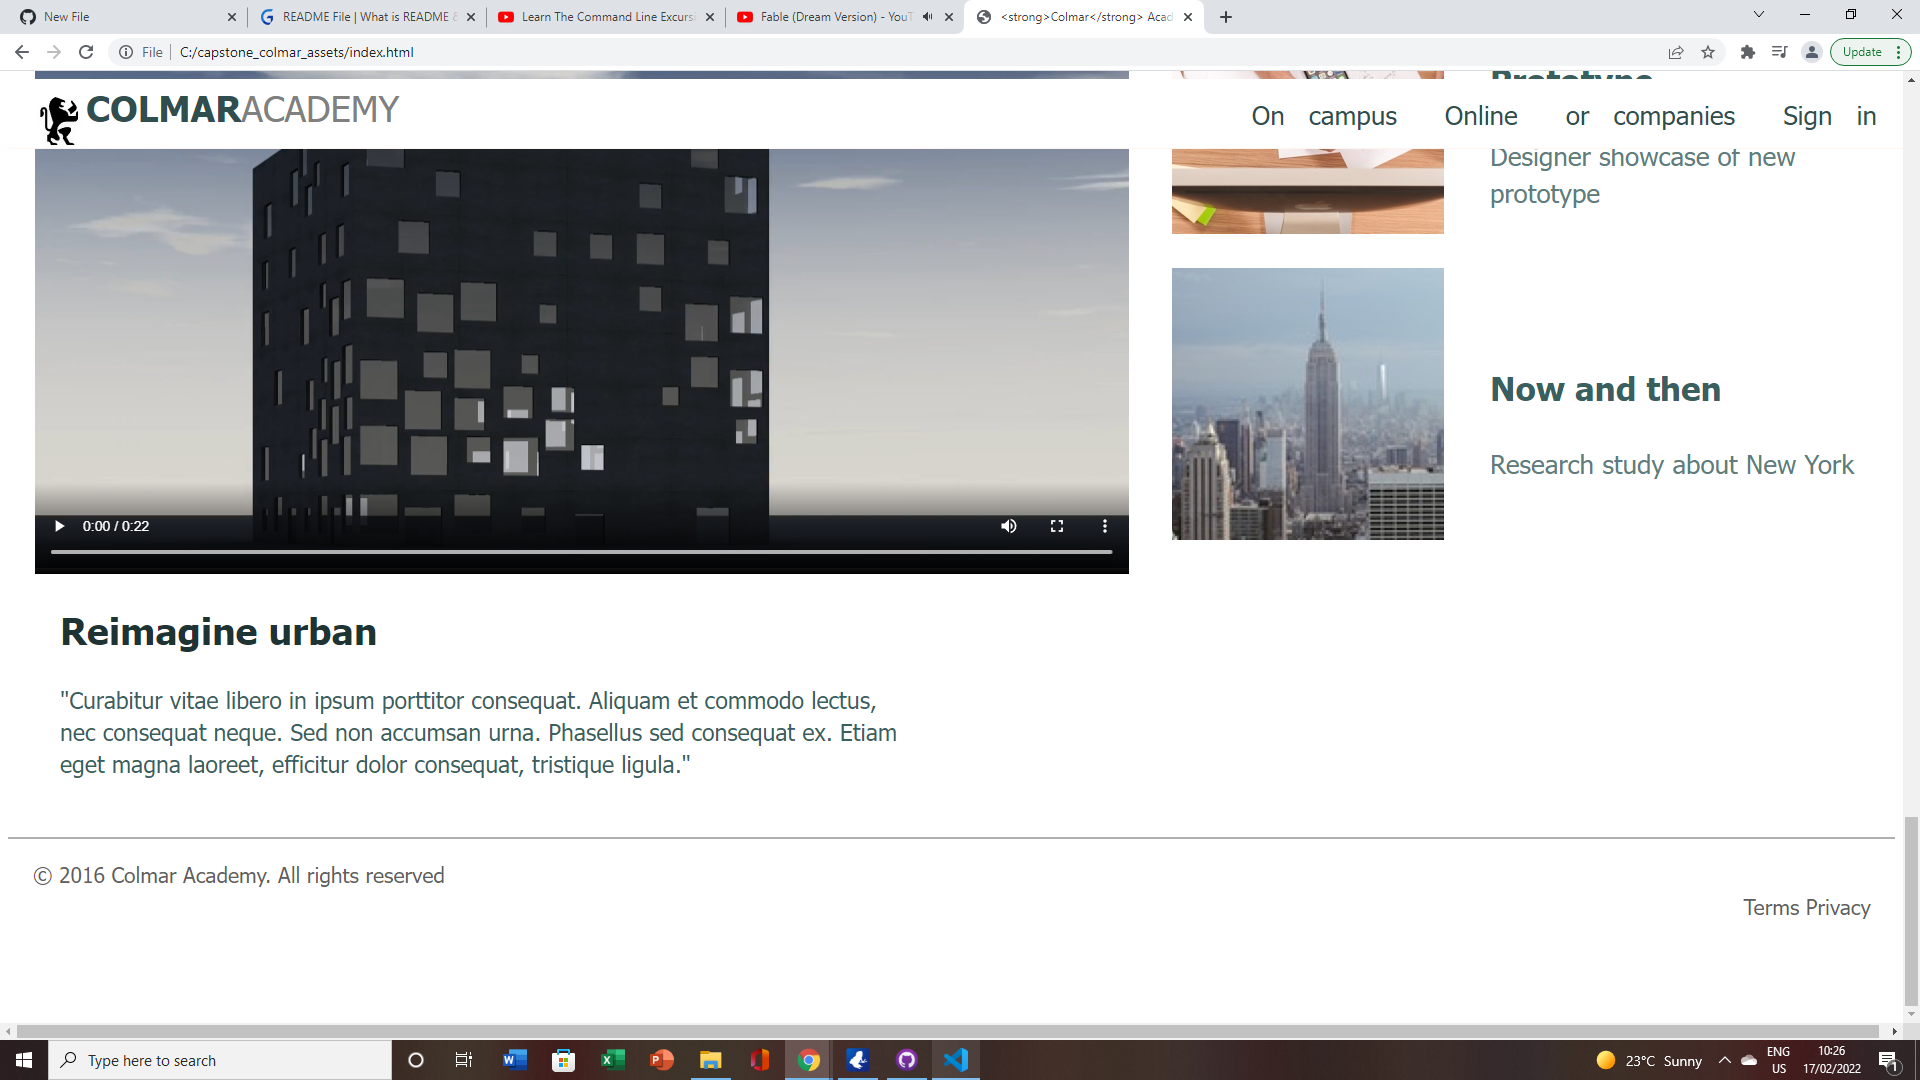 New File
README File | What is README &
Learn The Command Line Excursi
Fable (Dream Version) - YouT
<strong>Colmar</strong> Acad
File
C:/capstone_colmar_assets/index.html
Update
Prototype
COLMARACADEMY
On campus Online or companies Sign in
Designer showcase of new
prototype
Now and then
Research study about New York
0:00 / 0:22
Reimagine urban
"Curabitur vitae libero in ipsum porttitor consequat. Aliquam et commodo lectus,
nec consequat neque. Sed non accumsan urna. Phasellus sed consequat ex. Etiam
eget magna laoreet, efficitur dolor consequat, tristique ligula."
© 2016 Colmar Academy. All rights reserved
Terms Privacy
Type here to search
23°C Sunny
ENG
US
10:26
17/02/2022
1